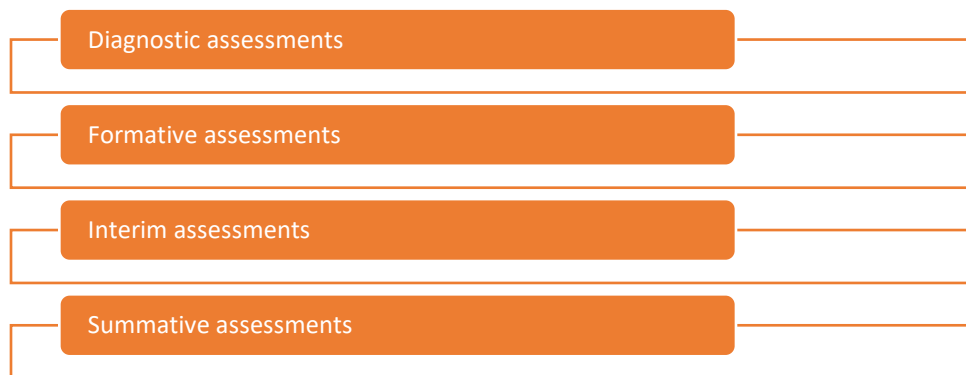 Diagnostic assessments
Formative assessments
Interim assessments
Summative assessments